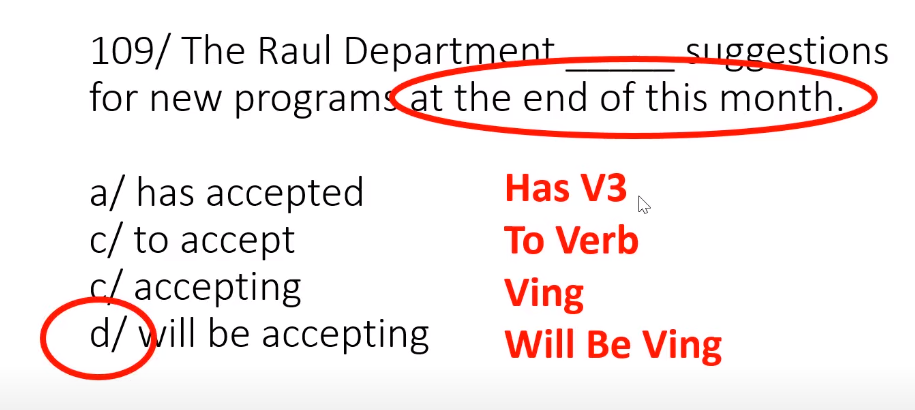 109/ The Raul Department ______ suggestions
for new programs at the end of this month.
a/ has accepted Has V3
c/ to accept To Verb
c/ accepting Ving
d/ will be accepting Will Be Ving